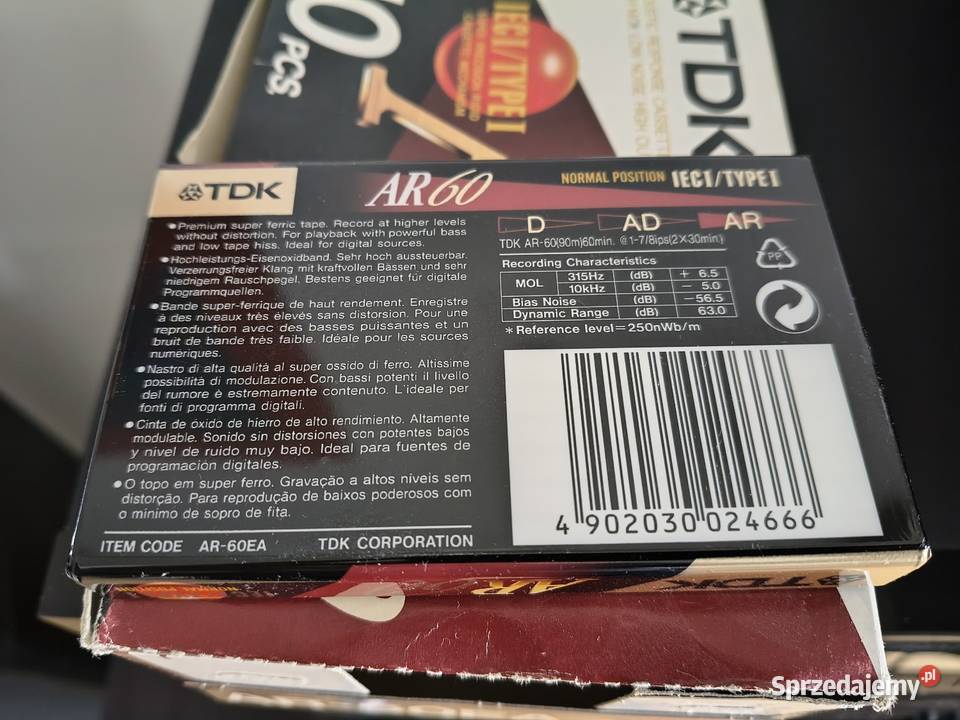 10 PCS.
IECI/TYPE I
TDK
TDK
AR60
NORMAL POSITION IECI/TYPE I
●Premium super ferric tape. Record at higher levels
without distortion. For playback with powerful bass
and low tape hiss. Ideal for digital sources.
●Hochleistungs-Eisenoxidband. Sehr hoch aussteuerbar.
Verzerrungsfreier Klang mit kraftvollen Bässen und sehr
niedrigem Rauschpegel. Bestens geeignet für digitale
Programmquellen.
●Bande super-ferrique de haut rendement. Enregistre
à des niveaux très élevés sans distorsion. Pour une
reproduction avec des basses puissantes et un
bruit de bande très faible. Idéale pour les sources
numériques.
●Nastro di alta qualità al super ossido di ferro. Altissime
possibilità di modulazione. Con bassi potenti il livello
del rumore è estremamente contenuto. L'ideale per
fonti di programma digitali.
●Cinta de óxido de hierro de alto rendimiento. Altamente
modulable. Sonido sin distorsiones con potentes bajos
y nivel de ruido muy bajo. Ideal para fuentes de
programación digitales.
●O topo em super ferro. Gravação a altos níveis sem
distorção. Para reprodução de baixos poderosos com
o mínimo de sopro de fita.
ITEM CODE AR-60EA TDK CORPORATION
D AD AR
TDK AR-60(90m)60min. @1-7/8ips(2×30min)
Recording Characteristics
MOL 315Hz (dB) + 6.5
10kHz (dB) − 5.0
Bias Noise (dB) −56.5
Dynamic Range (dB) 63.0
*Reference level=250nWb/m
PP
4 902030 024666
AR
TDK
Sprzedajemy.pl